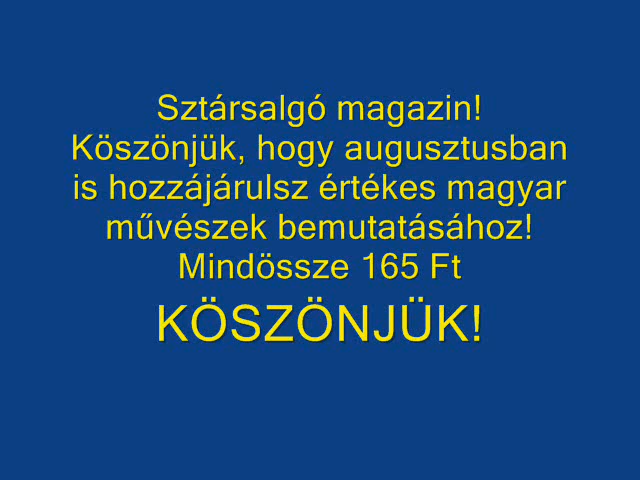 Sztársalgó magazin!
Köszönjük, hogy augusztusban
is hozzájárulsz értékes magyar
művészek bemutatásához!
Mindössze 165 Ft
KÖSZÖNJÜK!